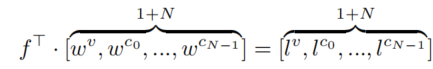 1+N 1+N
f⊤ · [w^v, w^{c_0}, ..., w^{c_{N−1}}] = [l^v, l^{c_0}, ..., l^{c_{N−1}}]